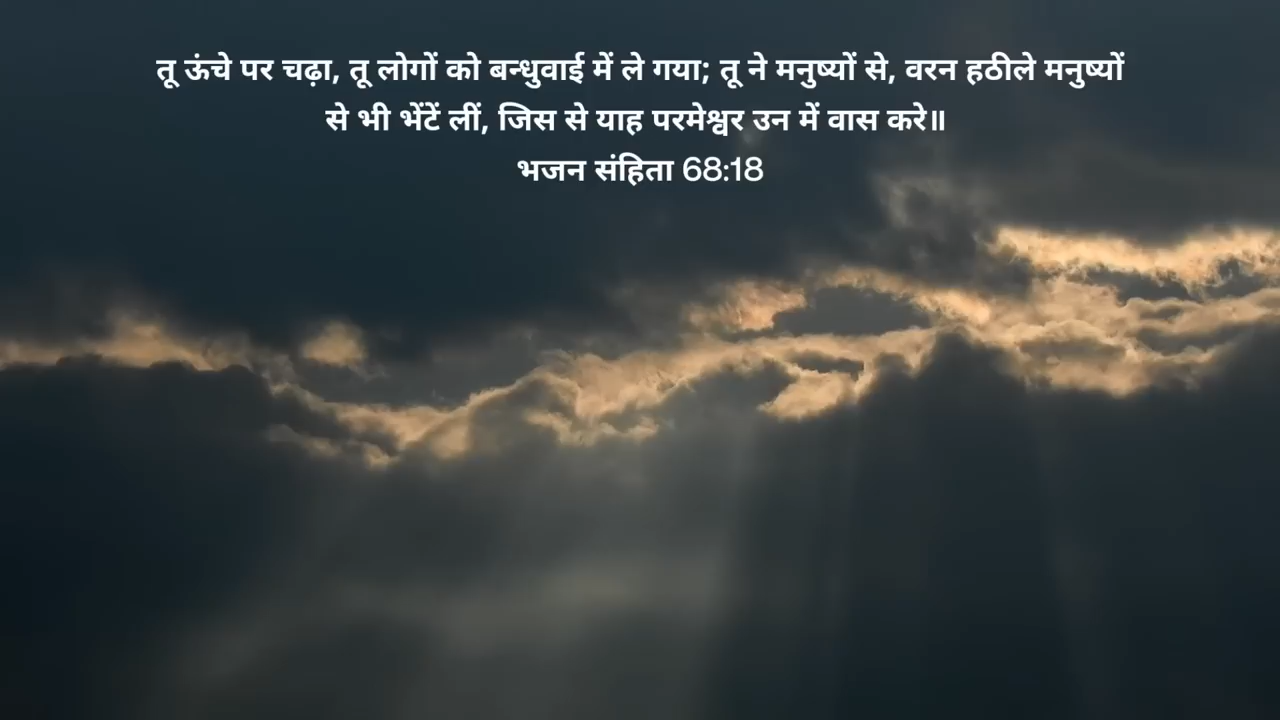 तू ऊंचे पर चढ़ा, तू लोगों को बन्धुवाई में ले गया; तू ने मनुष्यों से, वरन हठीले मनुष्यों
से भी भेंटें लीं, जिस से याह परमेश्वर उन में वास करे॥
भजन संहिता 68:18